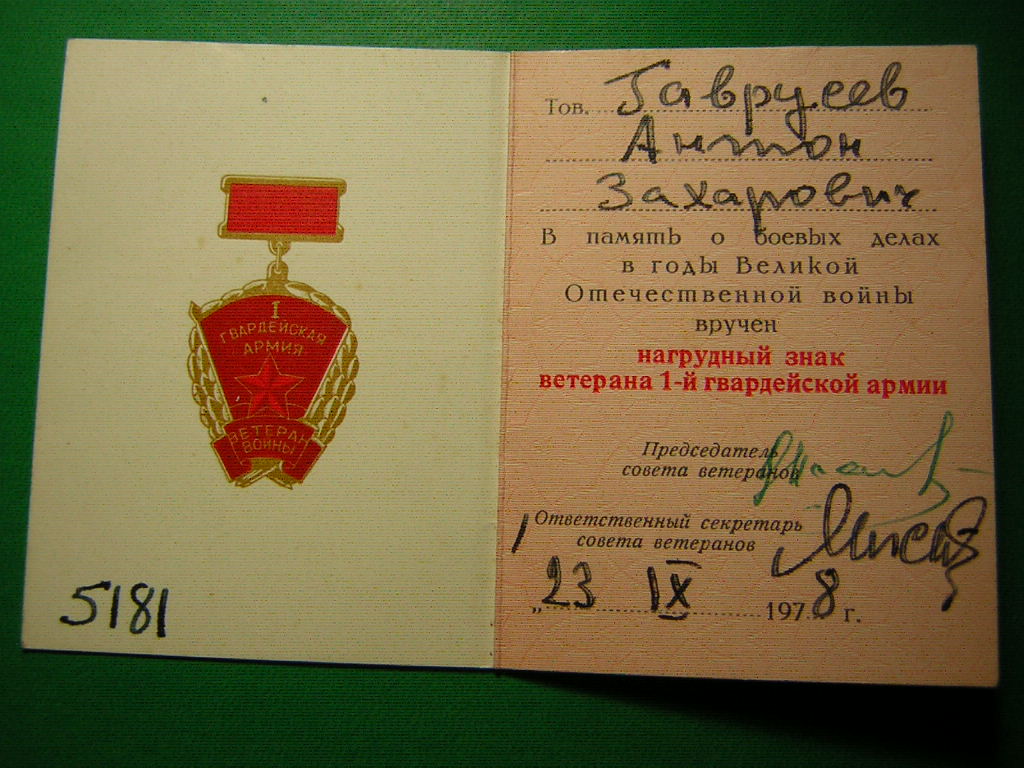 I
ГВАРДЕЙСКАЯ
АРМИЯ
ВЕТЕРАН
ВОЙНЫ
5181
Тов. Гаврусев
Антон
Захарович
В память о боевых делах
в годы Великой
Отечественной войны
вручен
нагрудный знак
ветерана 1-й гвардейской армии
Председатель
совета ветеранов
Ответственный секретарь
совета ветеранов
„23 IX 1978 г.